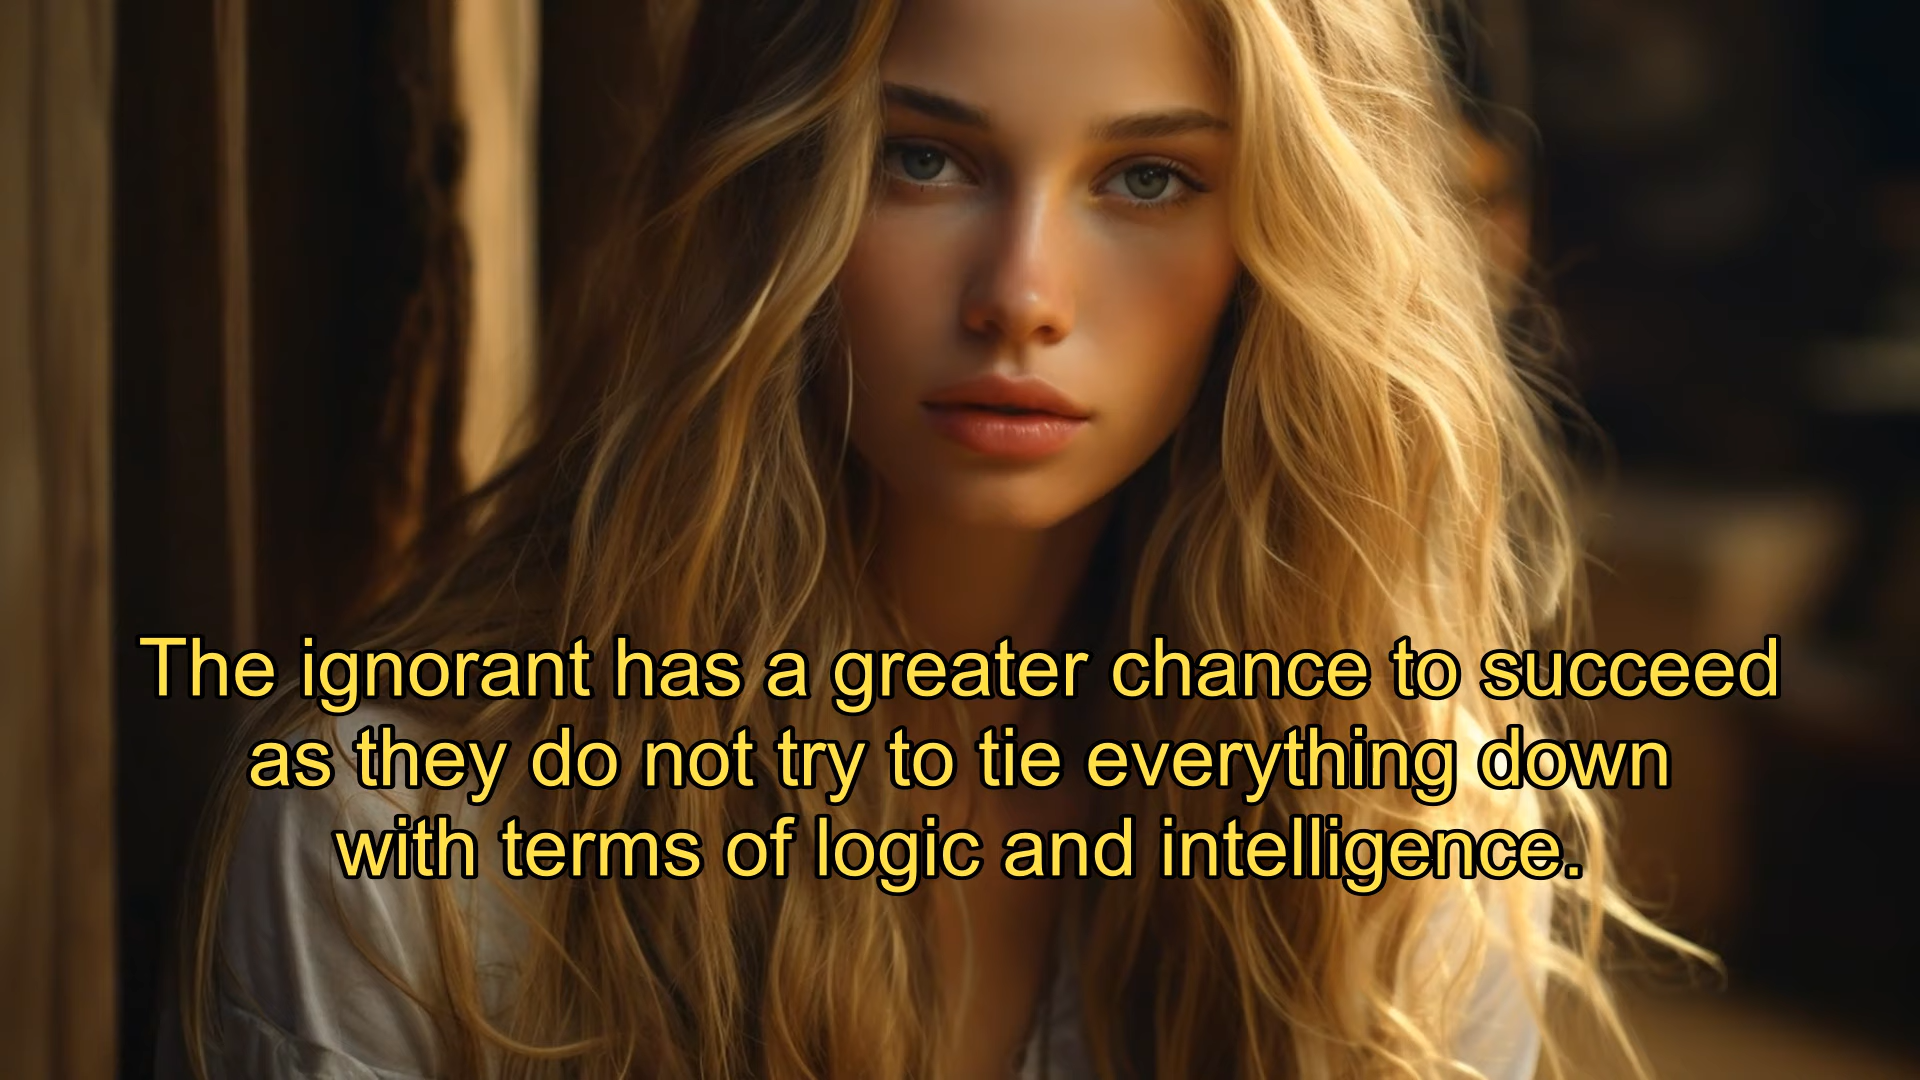 The ignorant has a greater chance to succeed
as they do not try to tie everything down
with terms of logic and intelligence.